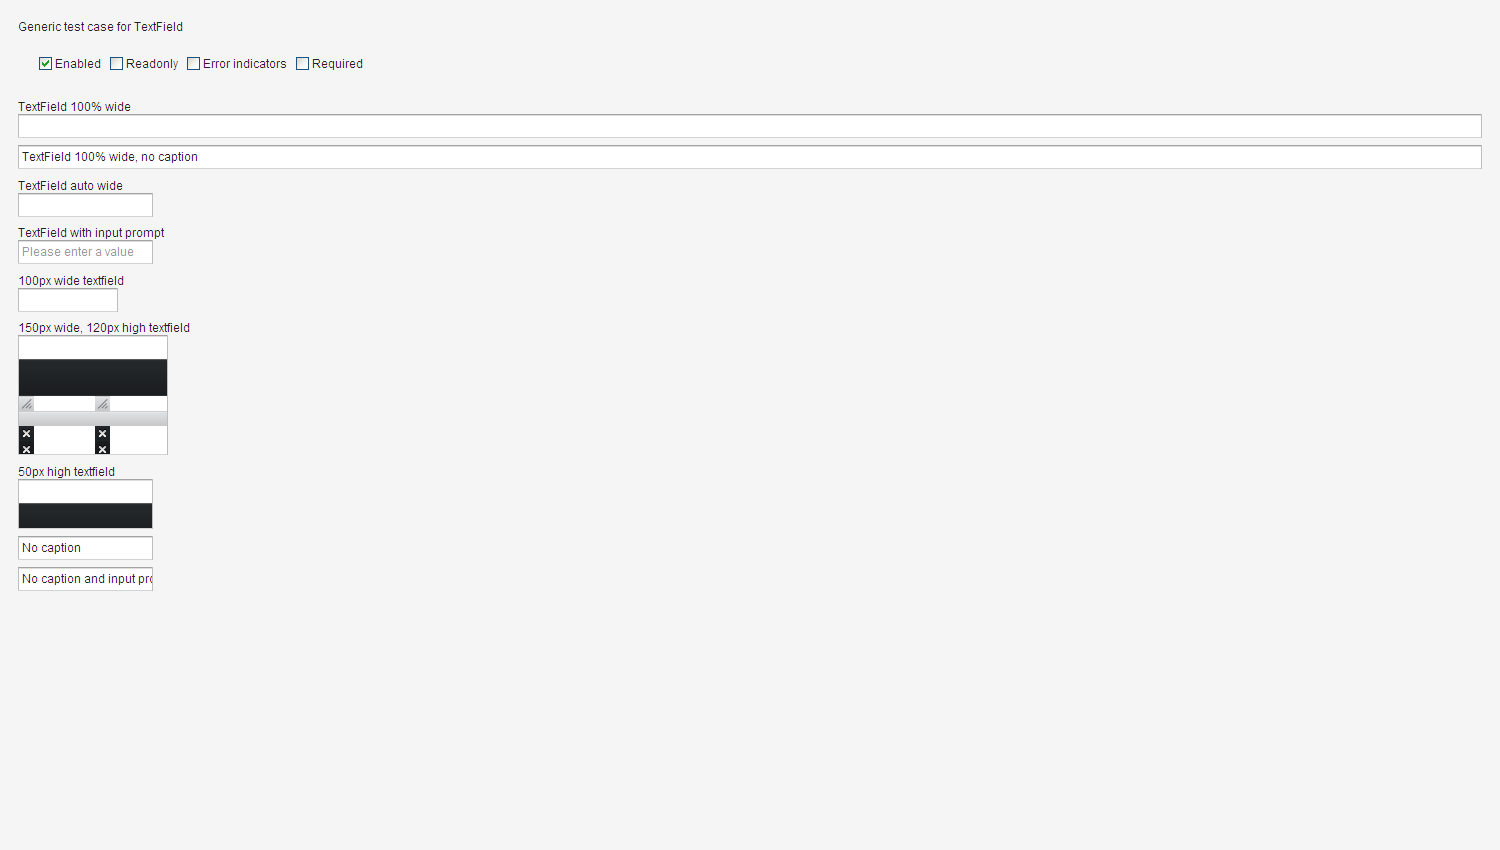 Generic test case for TextField
Enabled Readonly Error indicators Required
TextField 100% wide
TextField 100% wide, no caption
TextField auto wide
TextField with input prompt
Please enter a value
100px wide textfield
150px wide, 120px high textfield
50px high textfield
No caption
No caption and input pro